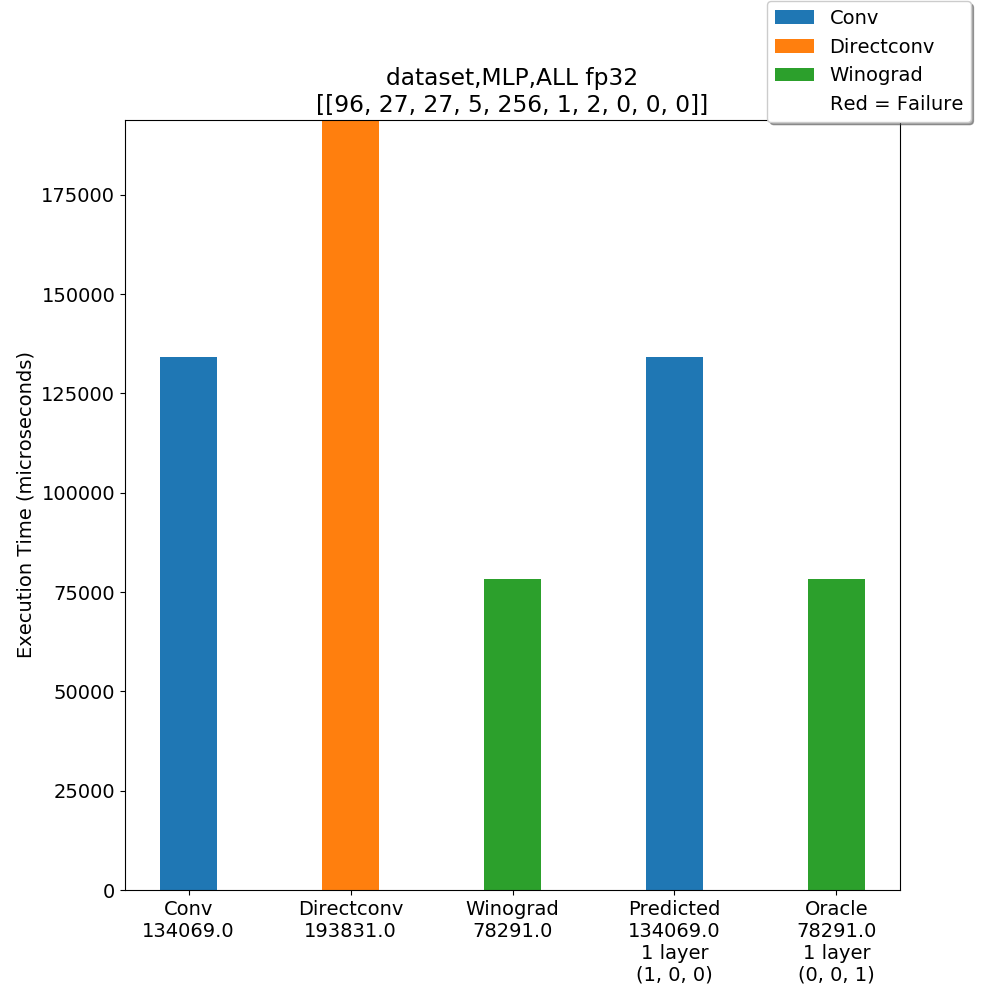 Conv
Directconv
Winograd
Red = Failure
dataset,MLP,ALL fp32
[[96, 27, 27, 5, 256, 1, 2, 0, 0, 0]]
Execution Time (microseconds)
175000
150000
125000
100000
75000
50000
25000
0
Conv
134069.0
Directconv
193831.0
Winograd
78291.0
Predicted
134069.0
1 layer
(1, 0, 0)
Oracle
78291.0
1 layer
(0, 0, 1)